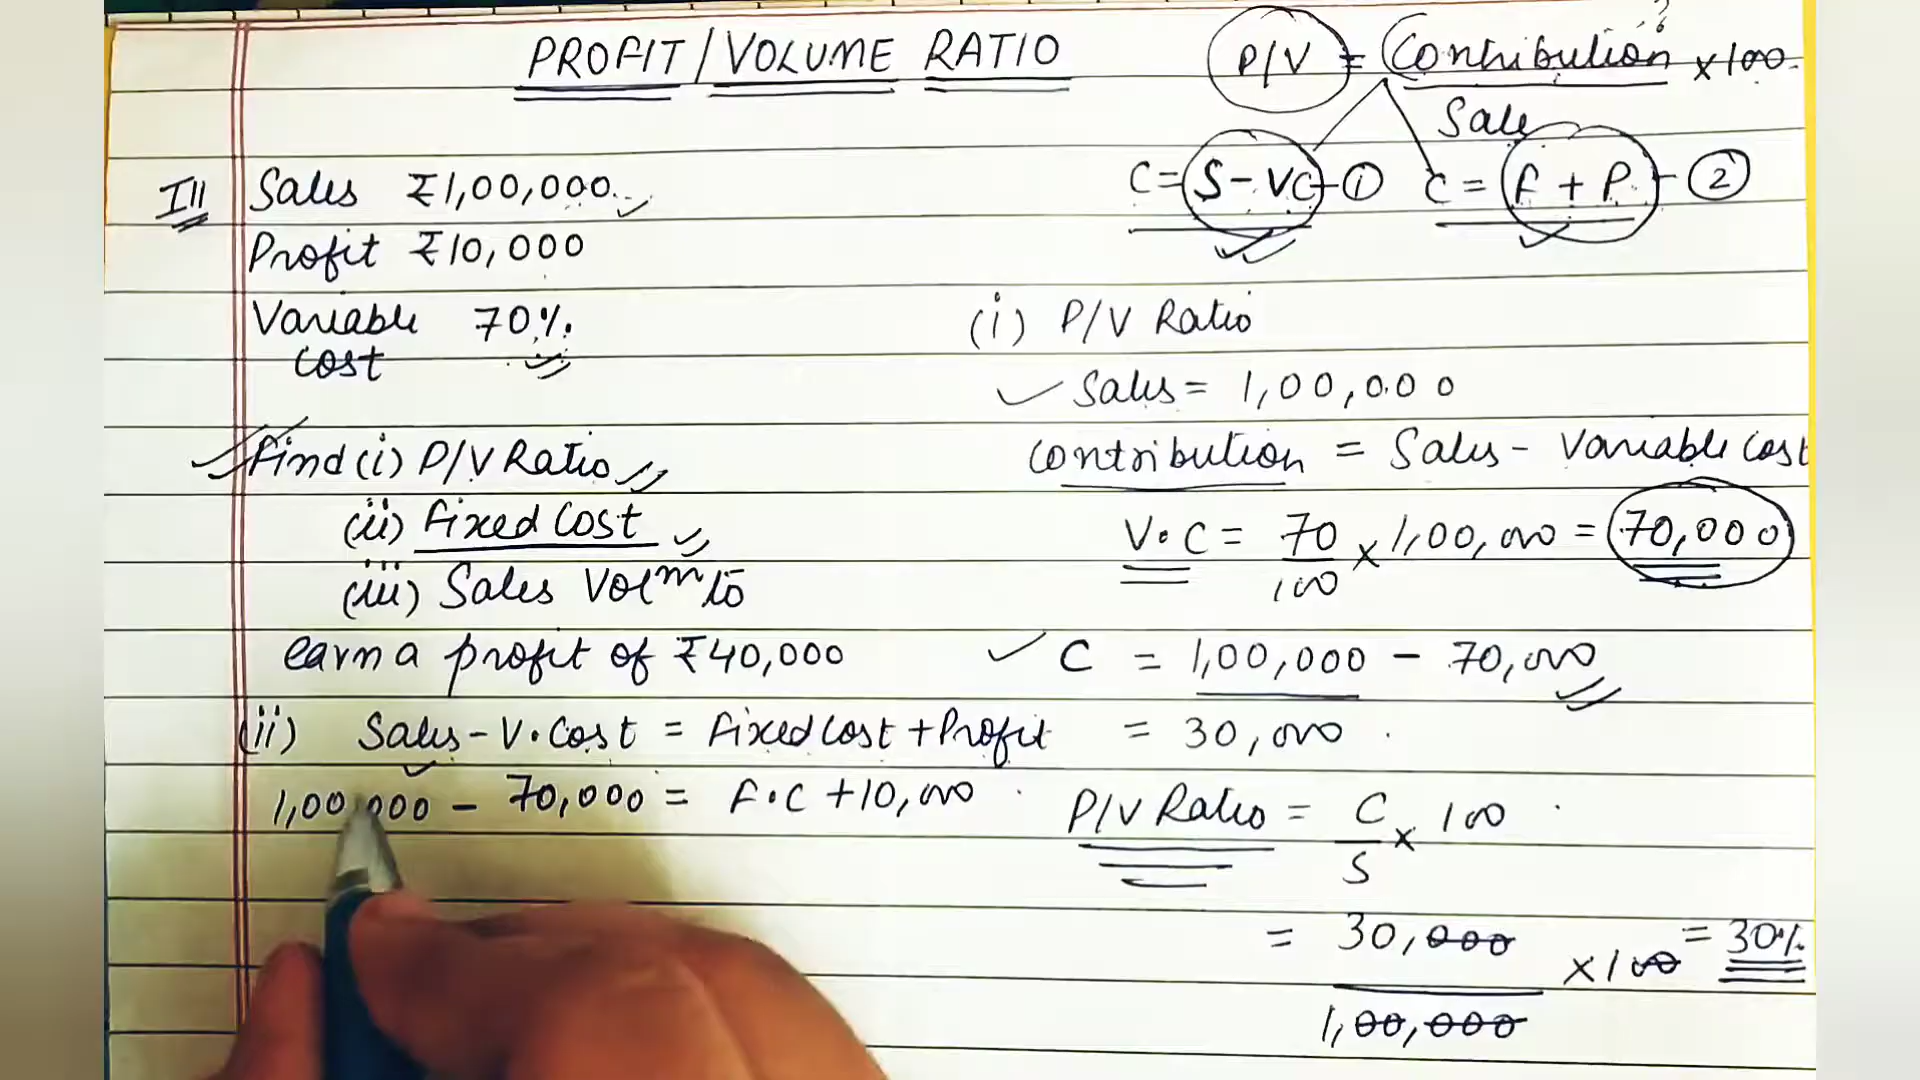 PROFIT/VOLUME RATIO
P/V = Contribution × 100
Sales
C = S - VC - ① C = F + P - ②
Ill Sales ₹1,00,000
Profit ₹10,000
Variable 70%
Cost
Find (i) P/V Ratio
(ii) Fixed Cost
(iii) Sales Volᵐ to
earn a profit of ₹40,000
(ii) Sales - V.Cost = Fixed Cost + Profit
1,00,000 - 70,000 = F.C + 10,000
(i) P/V Ratio
Sales = 1,00,000
Contribution = Sales - Variable Cost
V.C = 70 × 1,00,000 = 70,000
100
C = 1,00,000 - 70,000
= 30,000
P/V Ratio = C × 100
S
= 30,000 × 100 = 30%
1,00,000